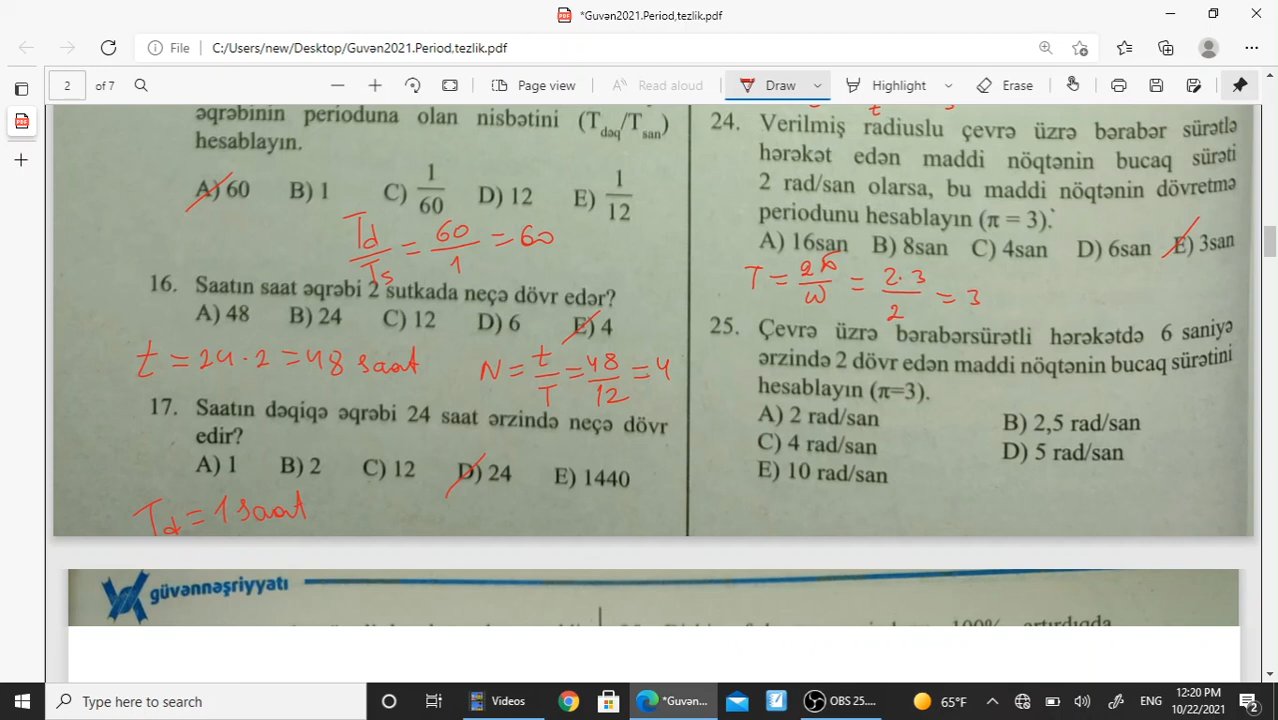 *Guvən2021.Period,tezlik.pdf
File C:/Users/new/Desktop/Guvən2021.Period,tezlik.pdf
2 of 7 Page view Read aloud Draw Highlight Erase
əqrəbinin perioduna olan nisbətini (Tdəq/Tsan)
hesablayın.
A) 60 B) 1 C) 1/60 D) 12 E) 1/12
Td/Ts = 60/1 = 60
16. Saatın saat əqrəbi 2 sutkada neçə dövr edər?
A) 48 B) 24 C) 12 D) 6 E) 4
t = 24 · 2 = 48 saat N = t/T = 48/12 = 4
17. Saatın dəqiqə əqrəbi 24 saat ərzində neçə dövr
edir?
A) 1 B) 2 C) 12 D) 24 E) 1440
Td = 1 saat
24. Verilmiş radiuslu çevrə üzrə bərabər sürətlə
hərəkət edən maddi nöqtənin bucaq sürəti
2 rad/san olarsa, bu maddi nöqtənin dövretmə
periodunu hesablayın (π = 3).
A) 16san B) 8san C) 4san D) 6san E) 3san
T = 2π/ω = 2·3/2 = 3
25. Çevrə üzrə bərabərsürətli hərəkətdə 6 saniyə
ərzində 2 dövr edən maddi nöqtənin bucaq sürətini
hesablayın (π=3).
A) 2 rad/san B) 2,5 rad/san
C) 4 rad/san D) 5 rad/san
E) 10 rad/san
güvənnəşriyyatı
100% artırdıqda
Type here to search Videos *Guvən... OBS 25.... 65°F ENG 12:20 PM
10/22/2021 2